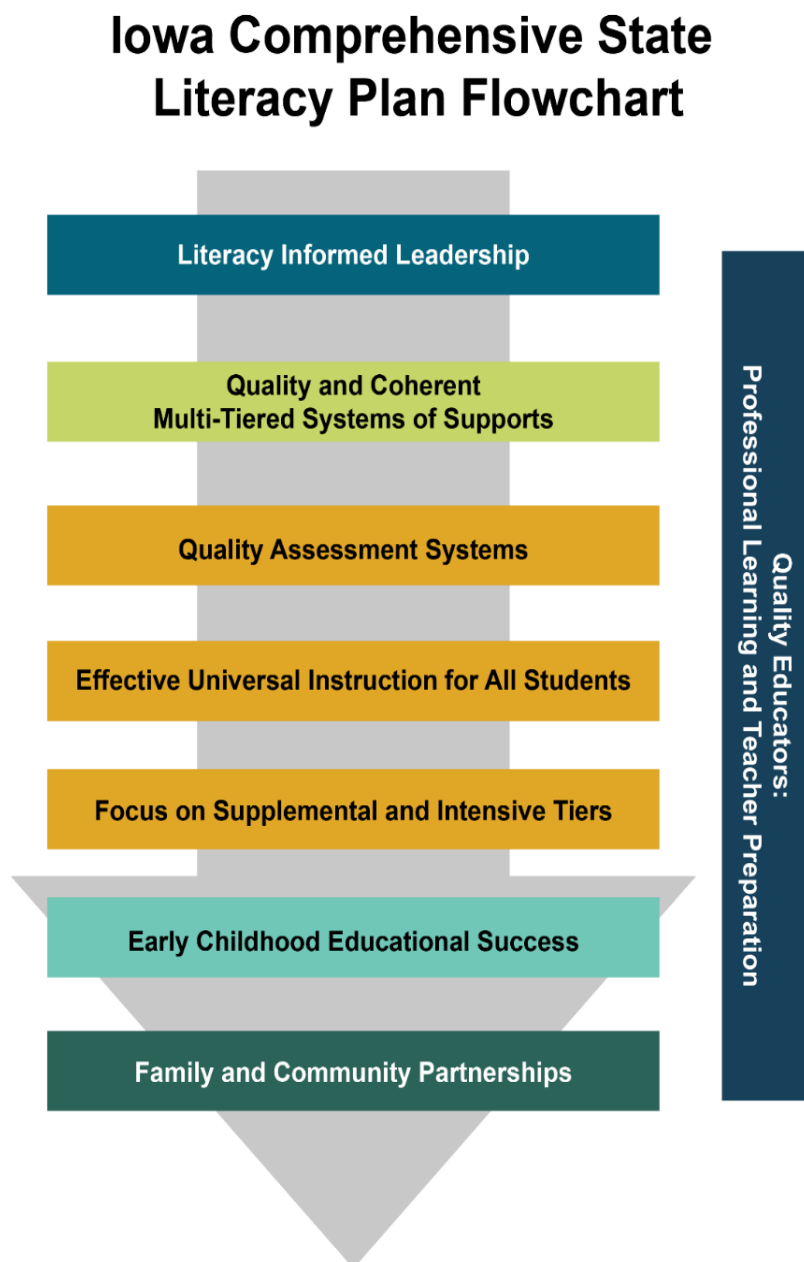 Iowa Comprehensive State
Literacy Plan Flowchart
Literacy Informed Leadership
Quality and Coherent
Multi-Tiered Systems of Supports
Quality Assessment Systems
Effective Universal Instruction for All Students
Focus on Supplemental and Intensive Tiers
Early Childhood Educational Success
Family and Community Partnerships
Quality Educators:
Professional Learning and Teacher Preparation